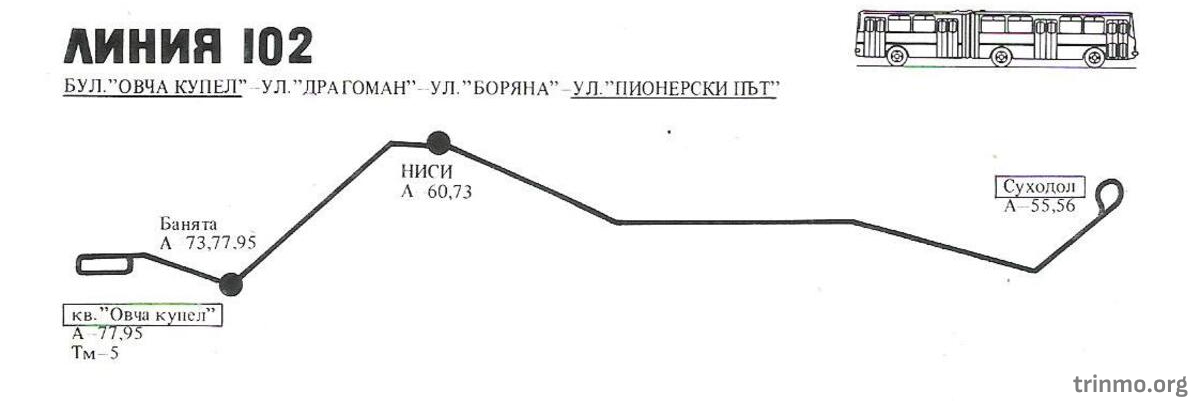 ЛИНИЯ 102
БУЛ."ОВЧА КУПЕЛ"–УЛ."ДРАГОМАН"–УЛ."БОРЯНА"–УЛ."ПИОНЕРСКИ ПЪТ"
НИСИ
А 60,73
Суходол
А–55,56
Банята
А 73,77,95
кв."Овча купел"
А–77,95
Тм–5
trinmo.org